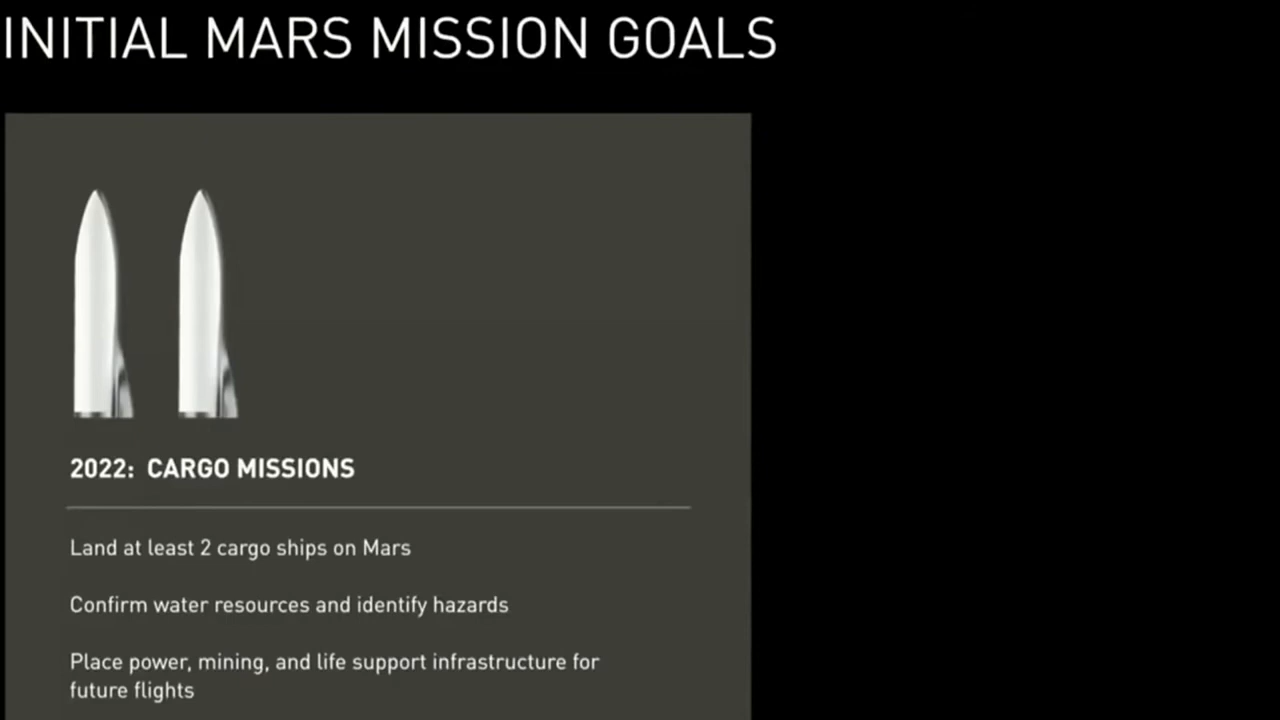 INITIAL MARS MISSION GOALS
2022: CARGO MISSIONS
Land at least 2 cargo ships on Mars
Confirm water resources and identify hazards
Place power, mining, and life support infrastructure for
future flights